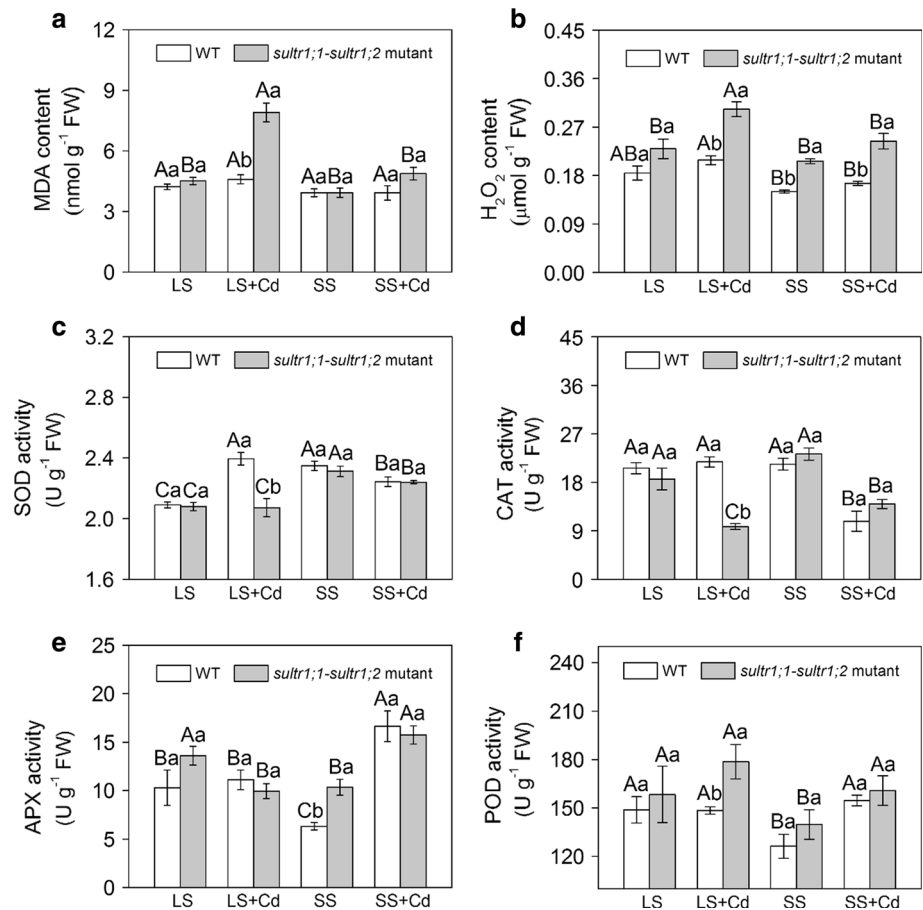 a
12
9
6
3
0
MDA content
(nmol g⁻¹ FW)
WT
sultr1;1-sultr1;2 mutant
Aa
Ba
Ab
Aa
Aa
Ba
Aa
Ba
LS
LS+Cd
SS
SS+Cd
b
0.45
0.36
0.27
0.18
0.09
0.00
H₂O₂ content
(μmol g⁻¹ FW)
WT
sultr1;1-sultr1;2 mutant
ABa
Ba
Ab
Aa
Bb
Ba
Bb
Ba
LS
LS+Cd
SS
SS+Cd
c
3.2
2.8
2.4
2.0
1.6
SOD activity
(U g⁻¹ FW)
WT
sultr1;1-sultr1;2 mutant
Ca
Ca
Aa
Cb
Aa
Aa
Ba
Ba
LS
LS+Cd
SS
SS+Cd
d
45
36
27
18
9
0
CAT activity
(U g⁻¹ FW)
WT
sultr1;1-sultr1;2 mutant
Aa
Aa
Aa
Cb
Aa
Aa
Ba
Ba
LS
LS+Cd
SS
SS+Cd
e
25
20
15
10
5
0
APX activity
(U g⁻¹ FW)
WT
sultr1;1-sultr1;2 mutant
Ba
Aa
Ba
Ba
Cb
Ba
Aa
Aa
LS
LS+Cd
SS
SS+Cd
f
240
210
180
150
120
POD activity
(U g⁻¹ FW)
WT
sultr1;1-sultr1;2 mutant
Aa
Aa
Ab
Aa
Ba
Ba
Aa
Aa
LS
LS+Cd
SS
SS+Cd